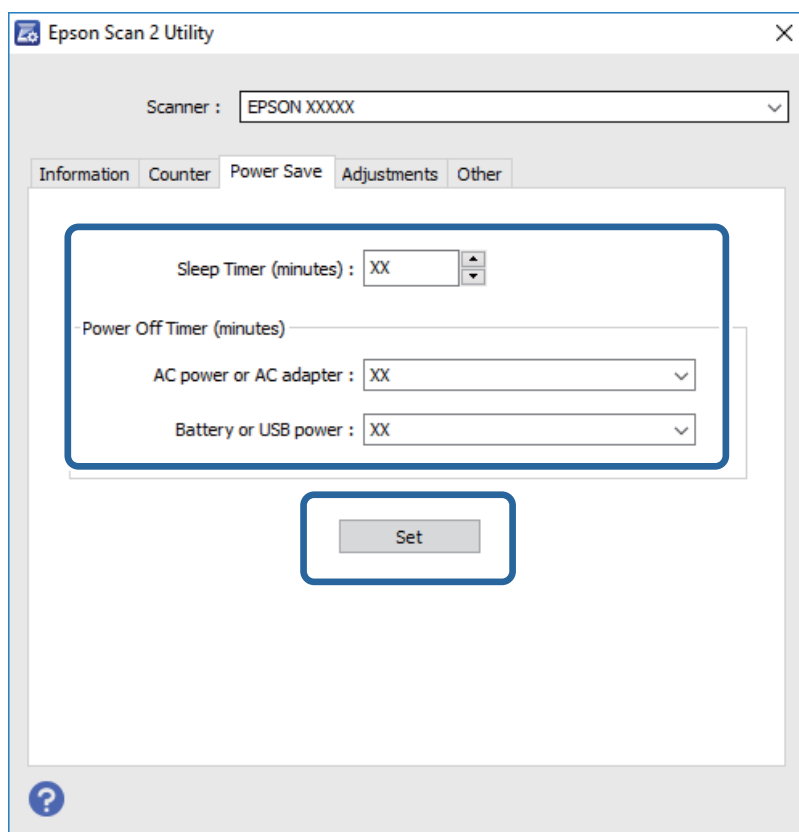 Epson Scan 2 Utility
Scanner : EPSON XXXXX
Information Counter Power Save Adjustments Other
Sleep Timer (minutes) : XX
Power Off Timer (minutes)
AC power or AC adapter : XX
Battery or USB power : XX
Set
?